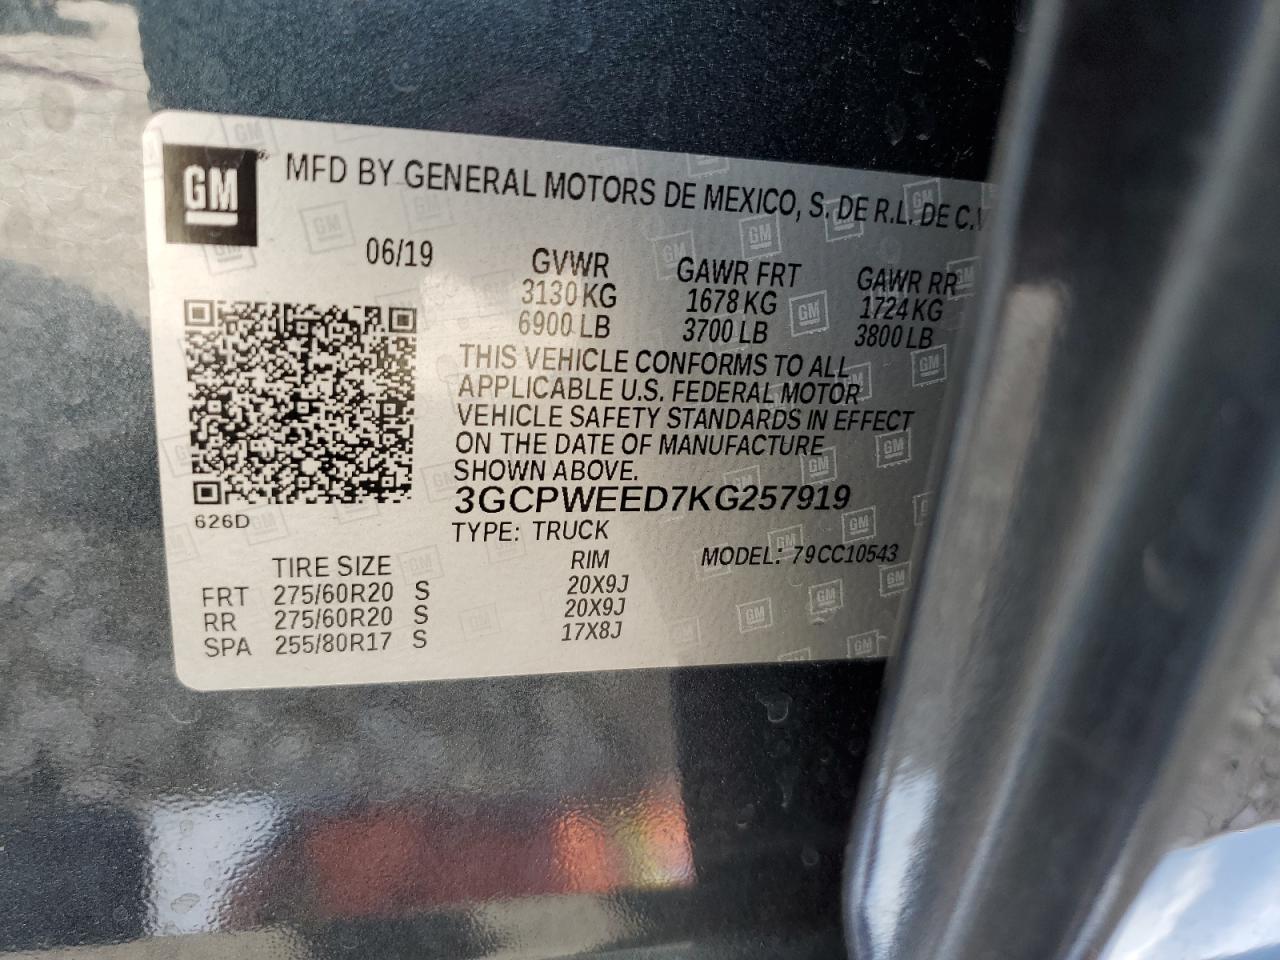 GM MFD BY GENERAL MOTORS DE MEXICO, S. DE R.L. DE C.V
06/19 GVWR GAWR FRT GAWR RR
3130 KG 1678 KG 1724 KG
6900 LB 3700 LB 3800 LB
THIS VEHICLE CONFORMS TO ALL
APPLICABLE U.S. FEDERAL MOTOR
VEHICLE SAFETY STANDARDS IN EFFECT
ON THE DATE OF MANUFACTURE
SHOWN ABOVE.
3GCPWEED7KG257919
626D
TYPE: TRUCK
TIRE SIZE RIM MODEL: 79CC10543
FRT 275/60R20 S 20X9J
RR 275/60R20 S 20X9J
SPA 255/80R17 S 17X8J